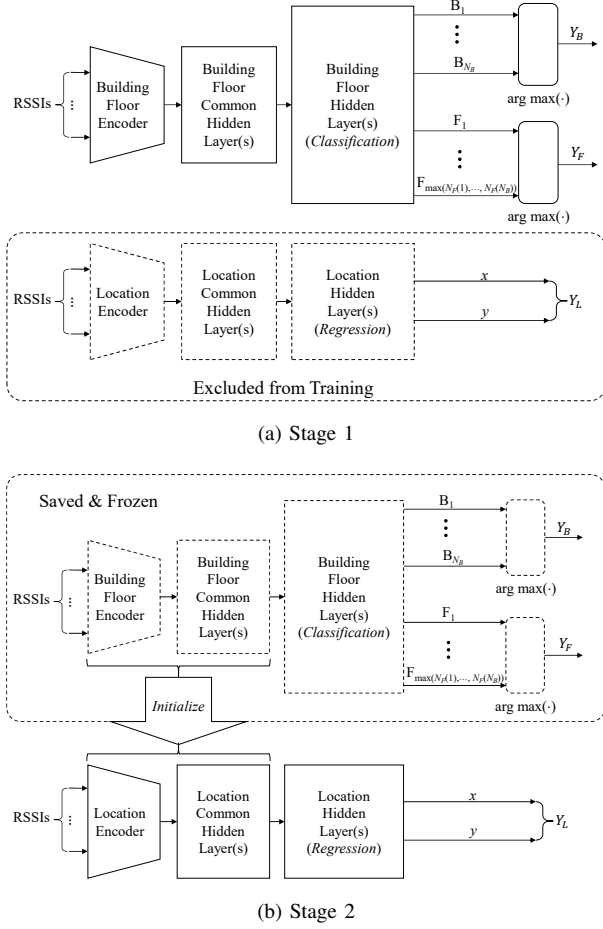 RSSIs
...
Building
Floor
Encoder
Building
Floor
Common
Hidden
Layer(s)
Building
Floor
Hidden
Layer(s)
(Classification)
B1
⋮
BNB
YB
arg max(·)
F1
⋮
Fmax(NF(1),..., NF(NB))
YF
arg max(·)
RSSIs
...
Location
Encoder
Location
Common
Hidden
Layer(s)
Location
Hidden
Layer(s)
(Regression)
x
y
YL
Excluded from Training
(a) Stage 1
Saved & Frozen
RSSIs
...
Building
Floor
Encoder
Building
Floor
Common
Hidden
Layer(s)
Building
Floor
Hidden
Layer(s)
(Classification)
B1
⋮
BNB
YB
arg max(·)
F1
⋮
Fmax(NF(1),..., NF(NB))
YF
arg max(·)
Initialize
RSSIs
...
Location
Encoder
Location
Common
Hidden
Layer(s)
Location
Hidden
Layer(s)
(Regression)
x
y
YL
(b) Stage 2